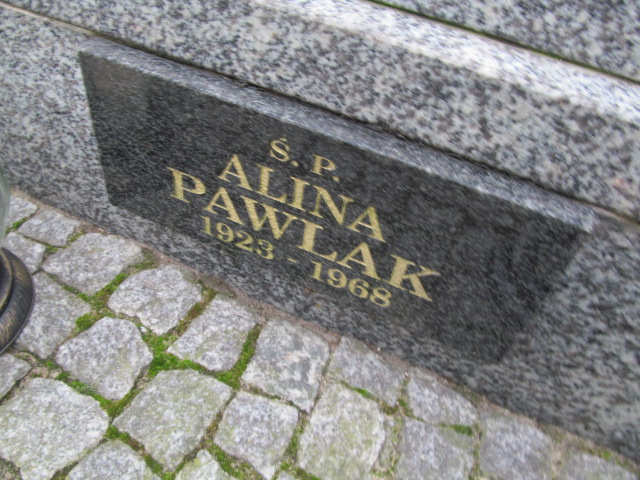 Ś. P.
ALINA
PAWLAK
1923 - 1968